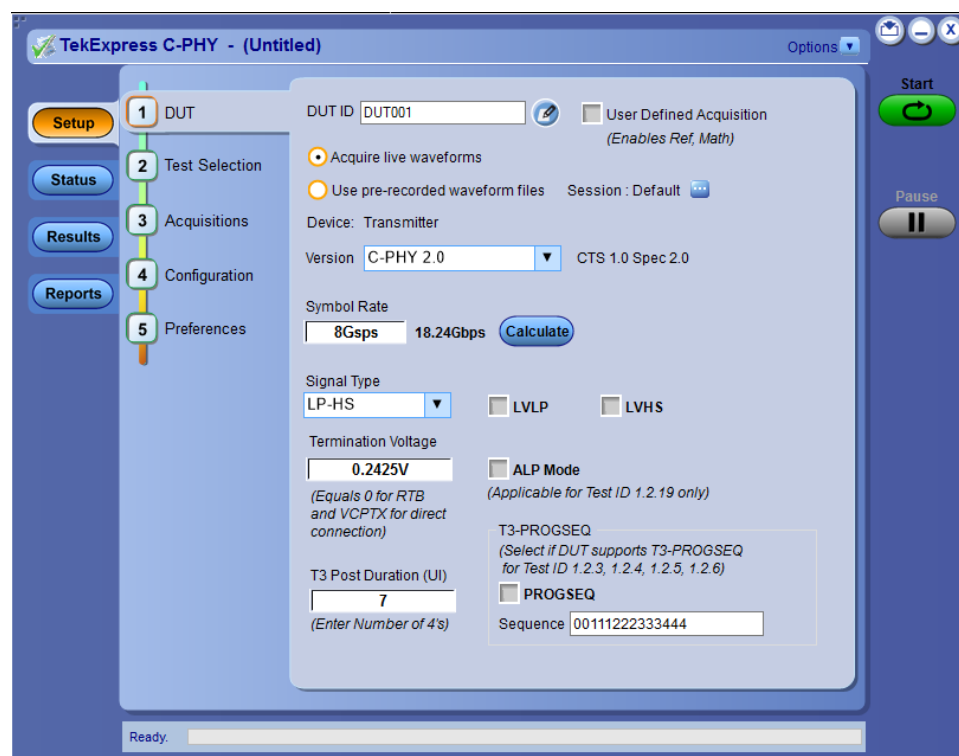 TekExpress C-PHY - (Untitled)
Options
X
Start
Pause
Setup
Status
Results
Reports
1 DUT
2 Test Selection
3 Acquisitions
4 Configuration
5 Preferences
DUT ID DUT001
User Defined Acquisition
(Enables Ref, Math)
Acquire live waveforms
Use pre-recorded waveform files Session : Default ...
Device: Transmitter
Version C-PHY 2.0 CTS 1.0 Spec 2.0
Symbol Rate
8Gsps 18.24Gbps Calculate
Signal Type
LP-HS LVLP LVHS
Termination Voltage
0.2425V
(Equals 0 for RTB
and VCPTX for direct
connection)
ALP Mode
(Applicable for Test ID 1.2.19 only)
T3 Post Duration (UI)
7
(Enter Number of 4's)
T3-PROGSEQ
(Select if DUT supports T3-PROGSEQ
for Test ID 1.2.3, 1.2.4, 1.2.5, 1.2.6)
PROGSEQ
Sequence 00111222333444
Ready.